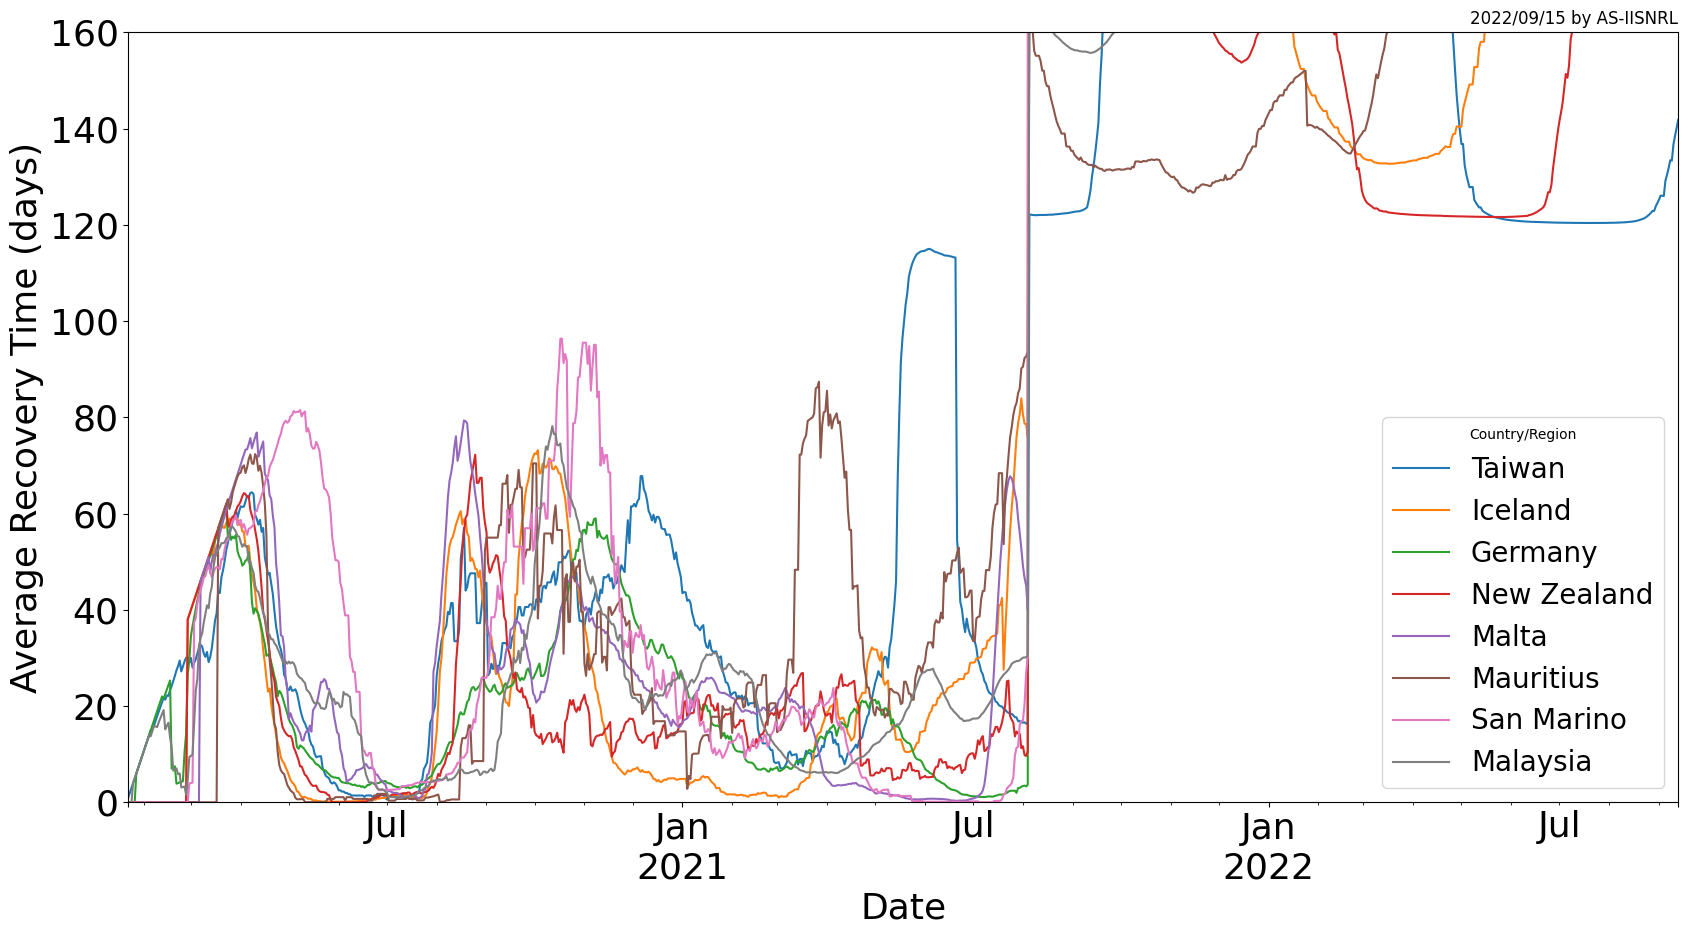 2022/09/15 by AS-IISNRL
160
140
120
100
80
60
40
20
0
Average Recovery Time (days)
Country/Region
Taiwan
Iceland
Germany
New Zealand
Malta
Mauritius
San Marino
Malaysia
Jul
Jan
2021
Jul
Jan
2022
Jul
Date